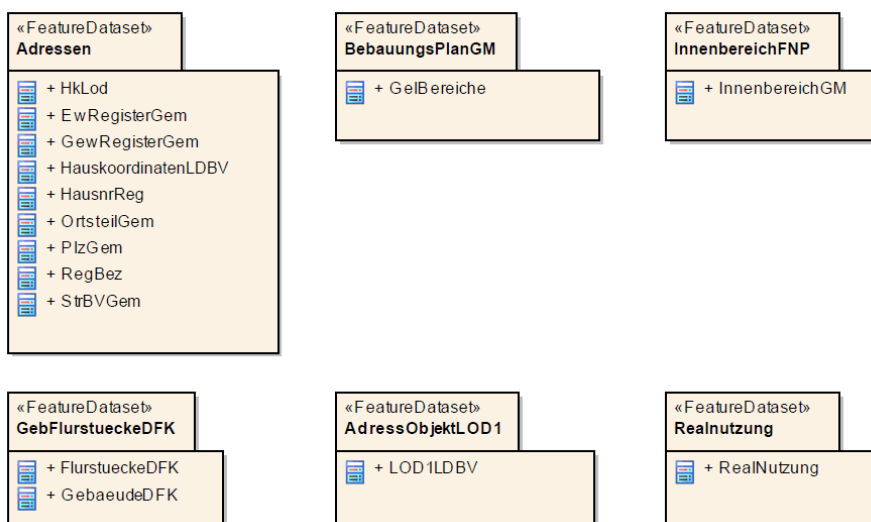 «FeatureDataset»
Adressen
+ HkLod
+ EwRegisterGem
+ GewRegisterGem
+ HauskoordinatenLDBV
+ HausnrReg
+ OrtsteilGem
+ PlzGem
+ RegBez
+ StrBVGem
«FeatureDataset»
BebauungsPlanGM
+ GelBereiche
«FeatureDataset»
InnenbereichFNP
+ InnenbereichGM
«FeatureDataset»
GebFlurstueckeDFK
+ FlurstueckeDFK
+ GebaeudeDFK
«FeatureDataset»
AdressObjektLOD1
+ LOD1LDBV
«FeatureDataset»
Realnutzung
+ RealNutzung